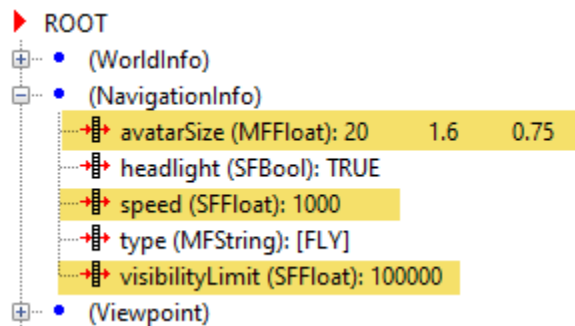 ROOT
(WorldInfo)
(NavigationInfo)
avatarSize (MFFloat): 20 1.6 0.75
headlight (SFBool): TRUE
speed (SFFloat): 1000
type (MFString): [FLY]
visibilityLimit (SFFloat): 100000
(Viewpoint)